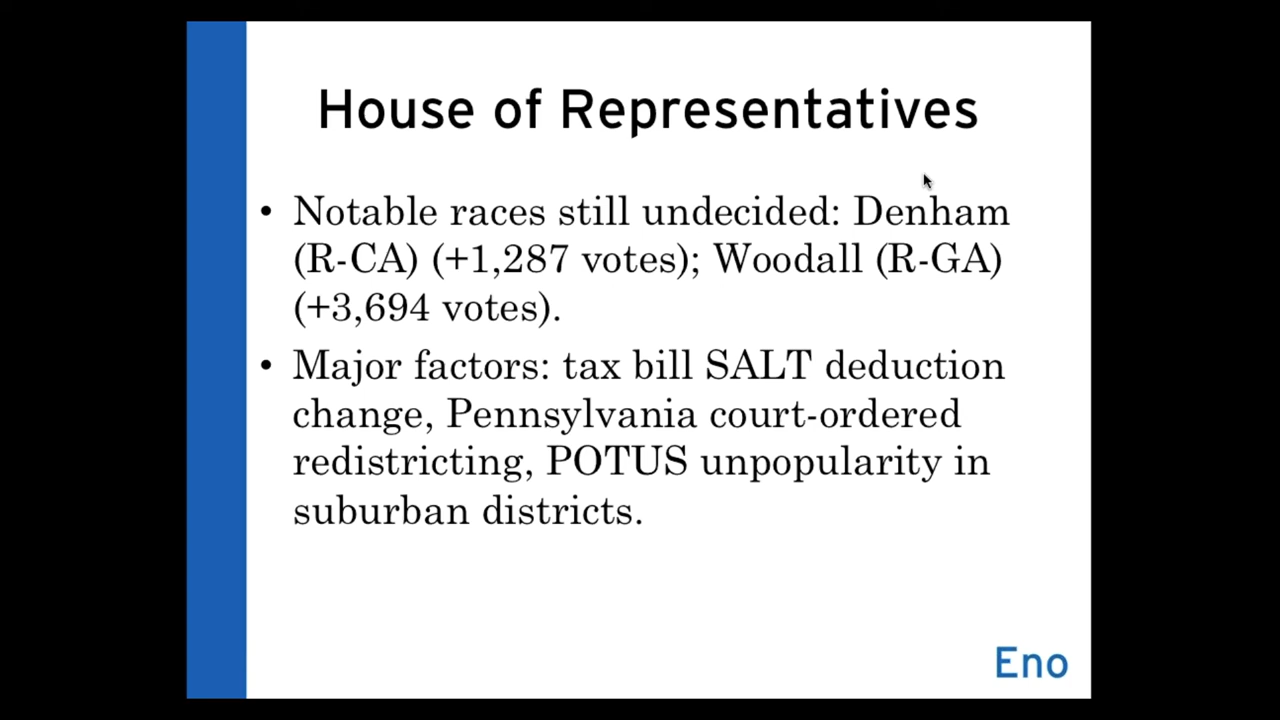 House of Representatives
• Notable races still undecided: Denham
(R-CA) (+1,287 votes); Woodall (R-GA)
(+3,694 votes).
• Major factors: tax bill SALT deduction
change, Pennsylvania court-ordered
redistricting, POTUS unpopularity in
suburban districts.
Eno